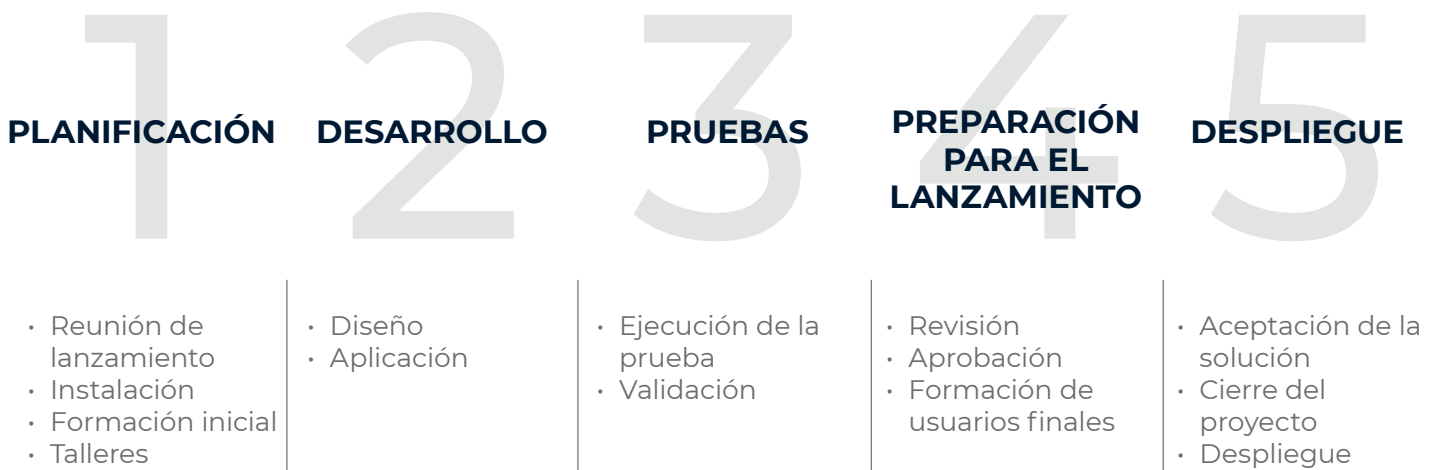 1
PLANIFICACIÓN
• Reunión de
lanzamiento
• Instalación
• Formación inicial
• Talleres
2
DESARROLLO
• Diseño
• Aplicación
3
PRUEBAS
• Ejecución de la
prueba
• Validación
4
PREPARACIÓN
PARA EL
LANZAMIENTO
• Revisión
• Aprobación
• Formación de
usuarios finales
5
DESPLIEGUE
• Aceptación de la
solución
• Cierre del
proyecto
• Despliegue